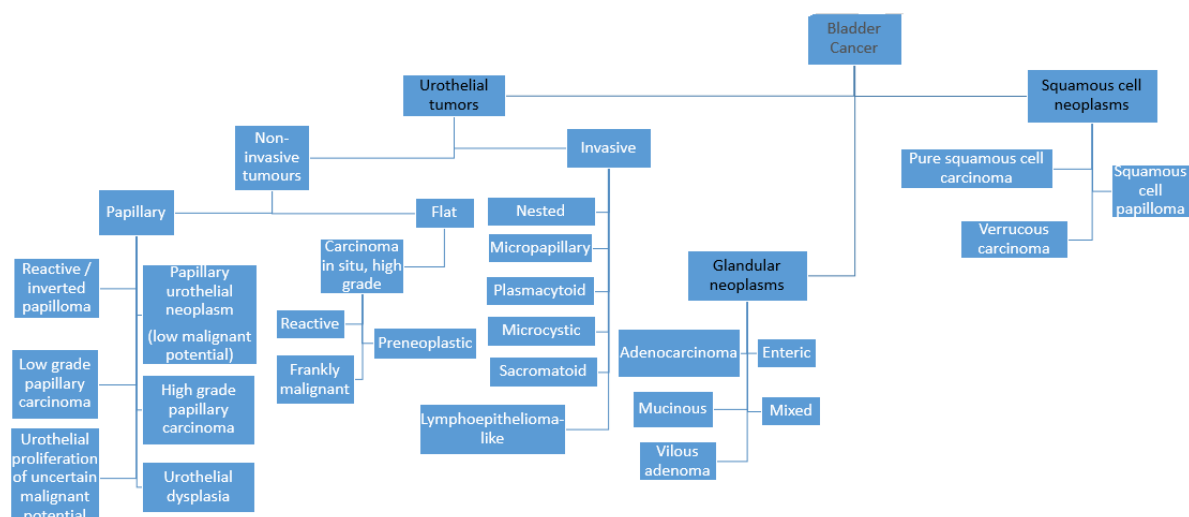 Bladder
Cancer
Urothelial
tumors
Squamous cell
neoplasms
Non-
invasive
tumours
Invasive
Pure squamous cell
carcinoma
Squamous
cell
papilloma
Verrucous
carcinoma
Papillary
Flat
Nested
Micropapillary
Plasmacytoid
Microcystic
Sacromatoid
Lymphoepithelioma-
like
Carcinoma
in situ, high
grade
Reactive
Preneoplastic
Frankly
malignant
Reactive /
inverted
papilloma
Papillary
urothelial
neoplasm
(low malignant
potential)
Low grade
papillary
carcinoma
High grade
papillary
carcinoma
Urothelial
proliferation
of uncertain
malignant
potential
Urothelial
dysplasia
Glandular
neoplasms
Adenocarcinoma
Enteric
Mucinous
Mixed
Vilous
adenoma